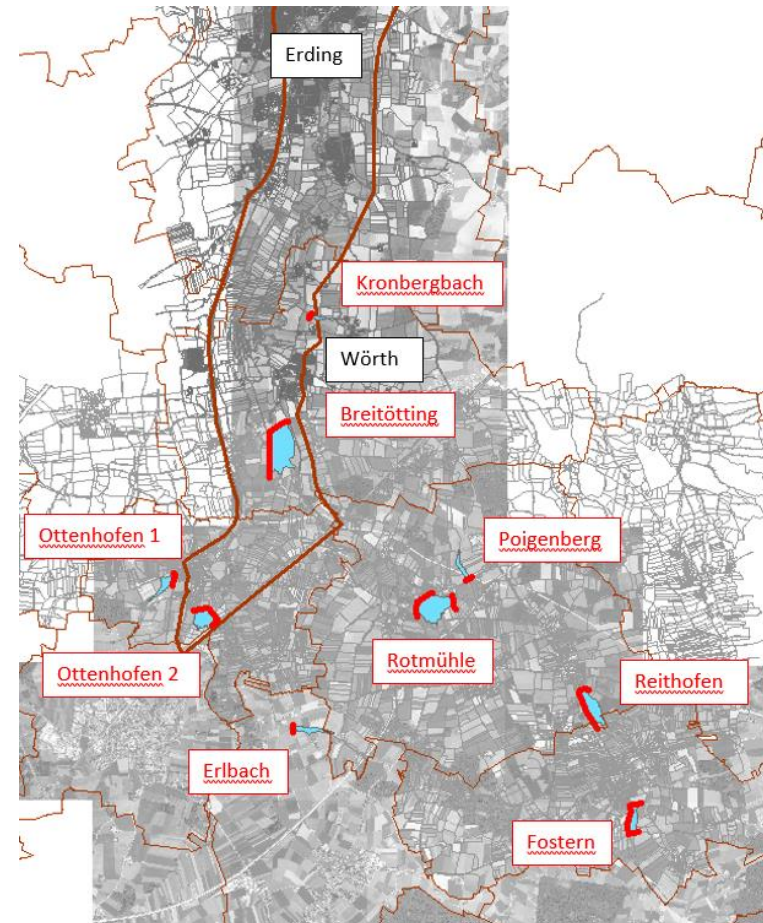 Erding
Kronbergbach
Wörth
Breitötting
Ottenhofen 1
Poigenberg
Rotmühle
Ottenhofen 2
Reithofen
Erlbach
Fostern